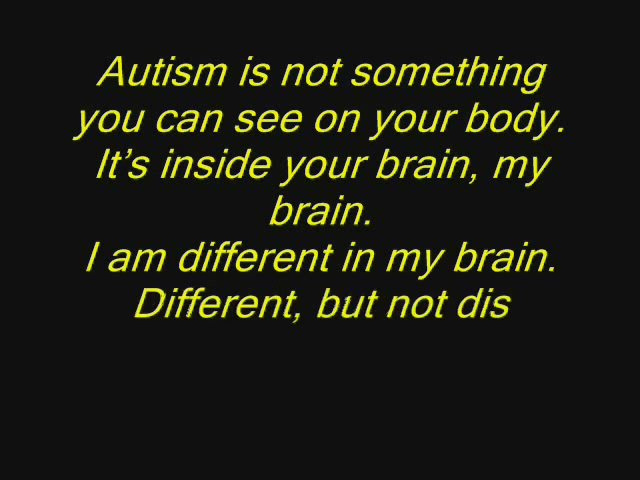 Autism is not something
you can see on your body.
It's inside your brain, my
brain.
I am different in my brain.
Different, but not dis